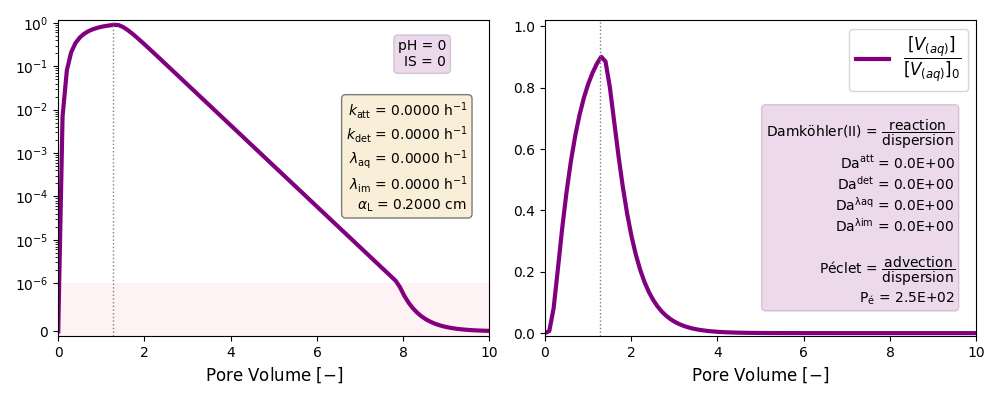 10⁰
10⁻¹
10⁻²
10⁻³
10⁻⁴
10⁻⁵
10⁻⁶
0
0 2 4 6 8 10
Pore Volume [−]
pH = 0
IS = 0
k_att = 0.0000 h⁻¹
k_det = 0.0000 h⁻¹
λ_aq = 0.0000 h⁻¹
λ_im = 0.0000 h⁻¹
α_L = 0.2000 cm
1.0
0.8
0.6
0.4
0.2
0.0
0 2 4 6 8 10
Pore Volume [−]
[V₍aq₎]
[V₍aq₎]₀
Damköhler(II) = reaction
dispersion
Da^att = 0.0E+00
Da^det = 0.0E+00
Da^λaq = 0.0E+00
Da^λim = 0.0E+00
Péclet = advection
dispersion
P_é = 2.5E+02